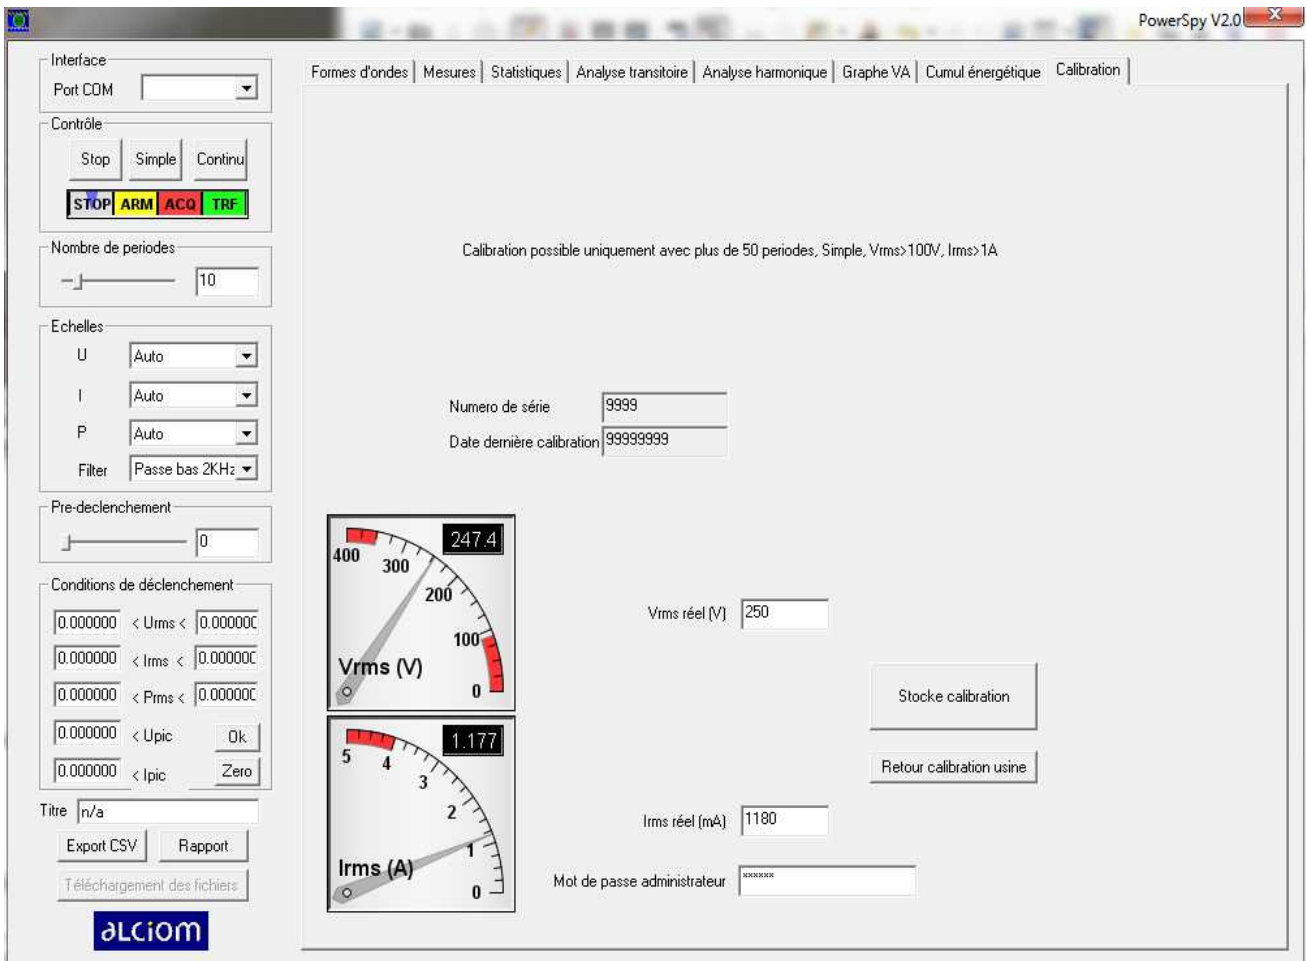 PowerSpy V2.0
Interface
Port COM
Contrôle
Stop Simple Continu
STOP ARM ACQ TRF
Nombre de periodes
10
Echelles
U Auto
I Auto
P Auto
Filter Passe bas 2KHz
Pre-declenchement
0
Conditions de déclenchement
0.000000 < Urms < 0.000000
0.000000 < Irms < 0.000000
0.000000 < Prms < 0.000000
0.000000 < Upic Ok
0.000000 < Ipic Zero
Titre n/a
Export CSV Rapport
Téléchargement des fichiers
ALCIOM
Formes d'ondes Mesures Statistiques Analyse transitoire Analyse harmonique Graphe VA Cumul énergétique Calibration
Calibration possible uniquement avec plus de 50 periodes, Simple, Vrms>100V, Irms>1A
Numero de série 9999
Date dernière calibration 99999999
247.4
400 300 200 100 0
Vrms (V)
Vrms réel (V) 250
Stocke calibration
Retour calibration usine
1.177
5 4 3 2 1 0
Irms (A)
Irms réel (mA) 1180
Mot de passe administrateur ******